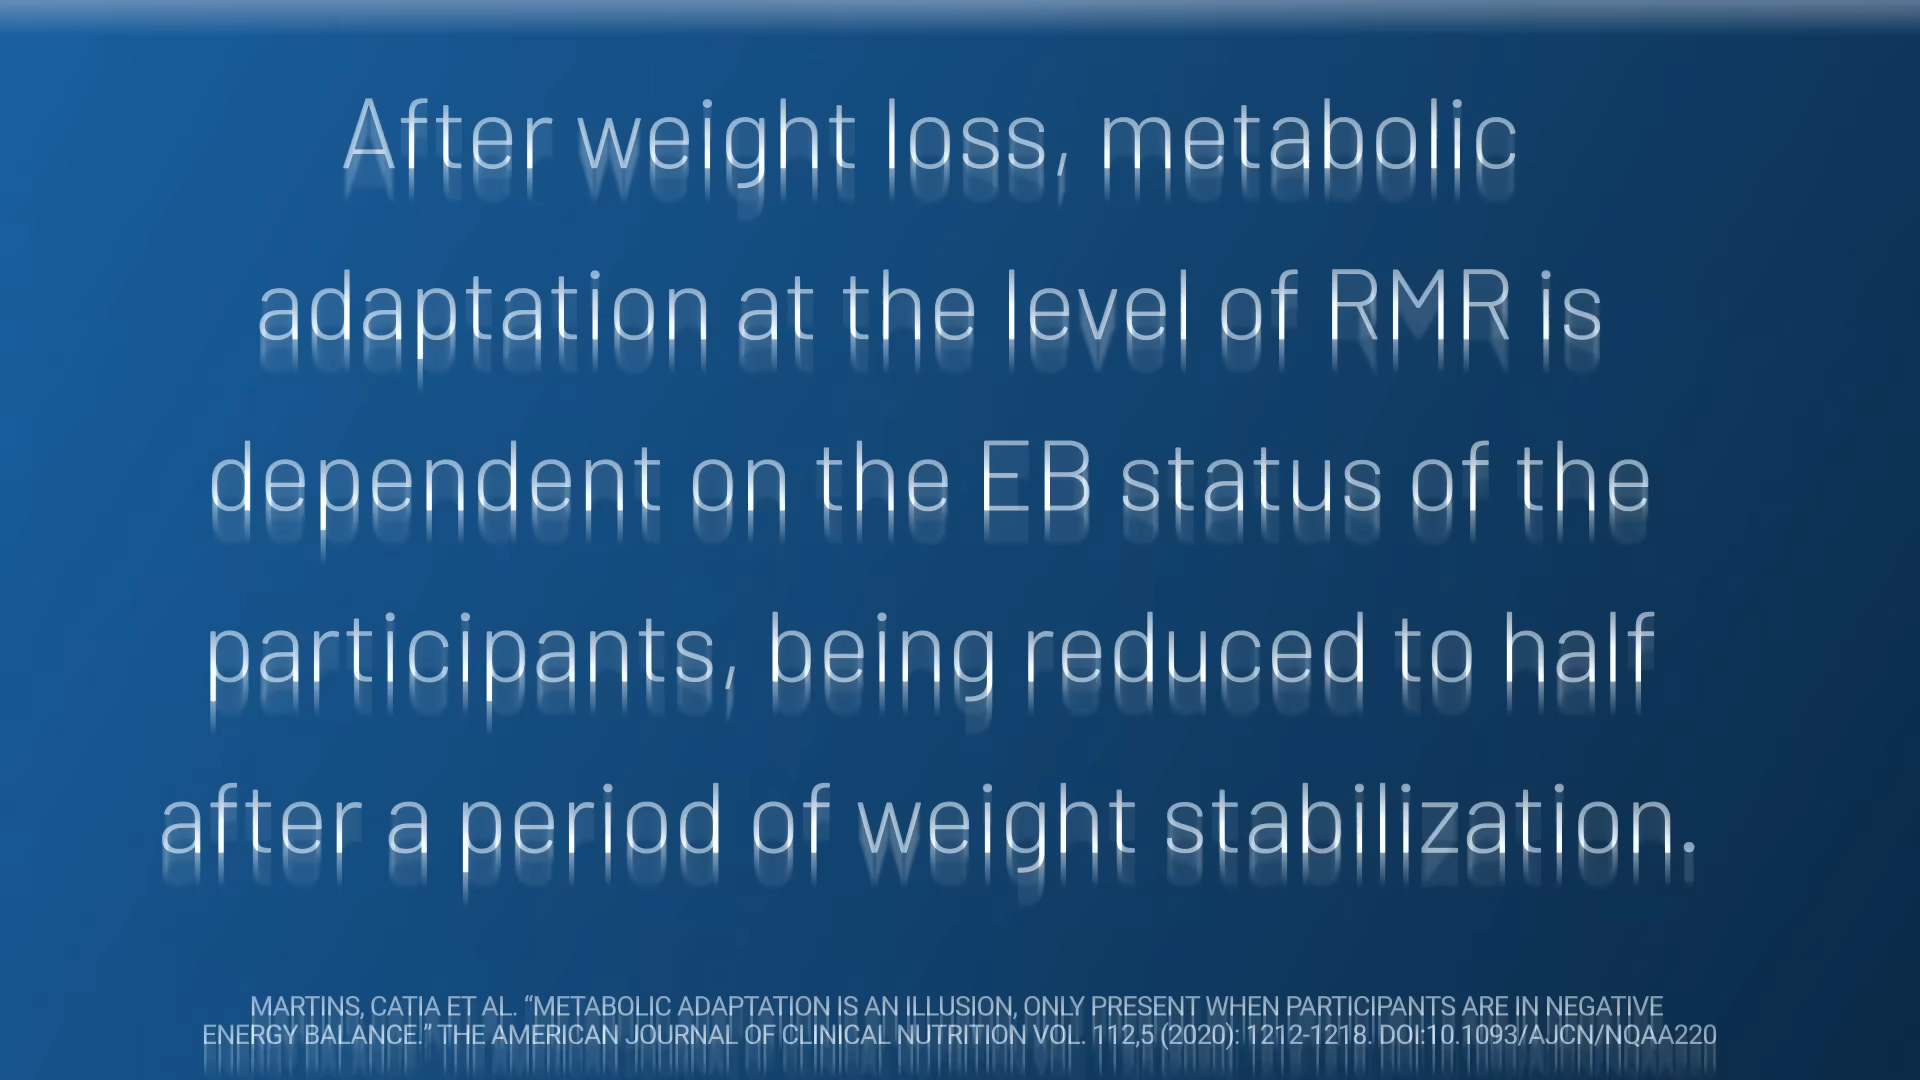 After weight loss, metabolic
adaptation at the level of RMR is
dependent on the EB status of the
participants, being reduced to half
after a period of weight stabilization.
MARTINS, CATIA ET AL. “METABOLIC ADAPTATION IS AN ILLUSION, ONLY PRESENT WHEN PARTICIPANTS ARE IN NEGATIVE
ENERGY BALANCE.” THE AMERICAN JOURNAL OF CLINICAL NUTRITION VOL. 112,5 (2020): 1212-1218. DOI:10.1093/AJCN/NQAA220